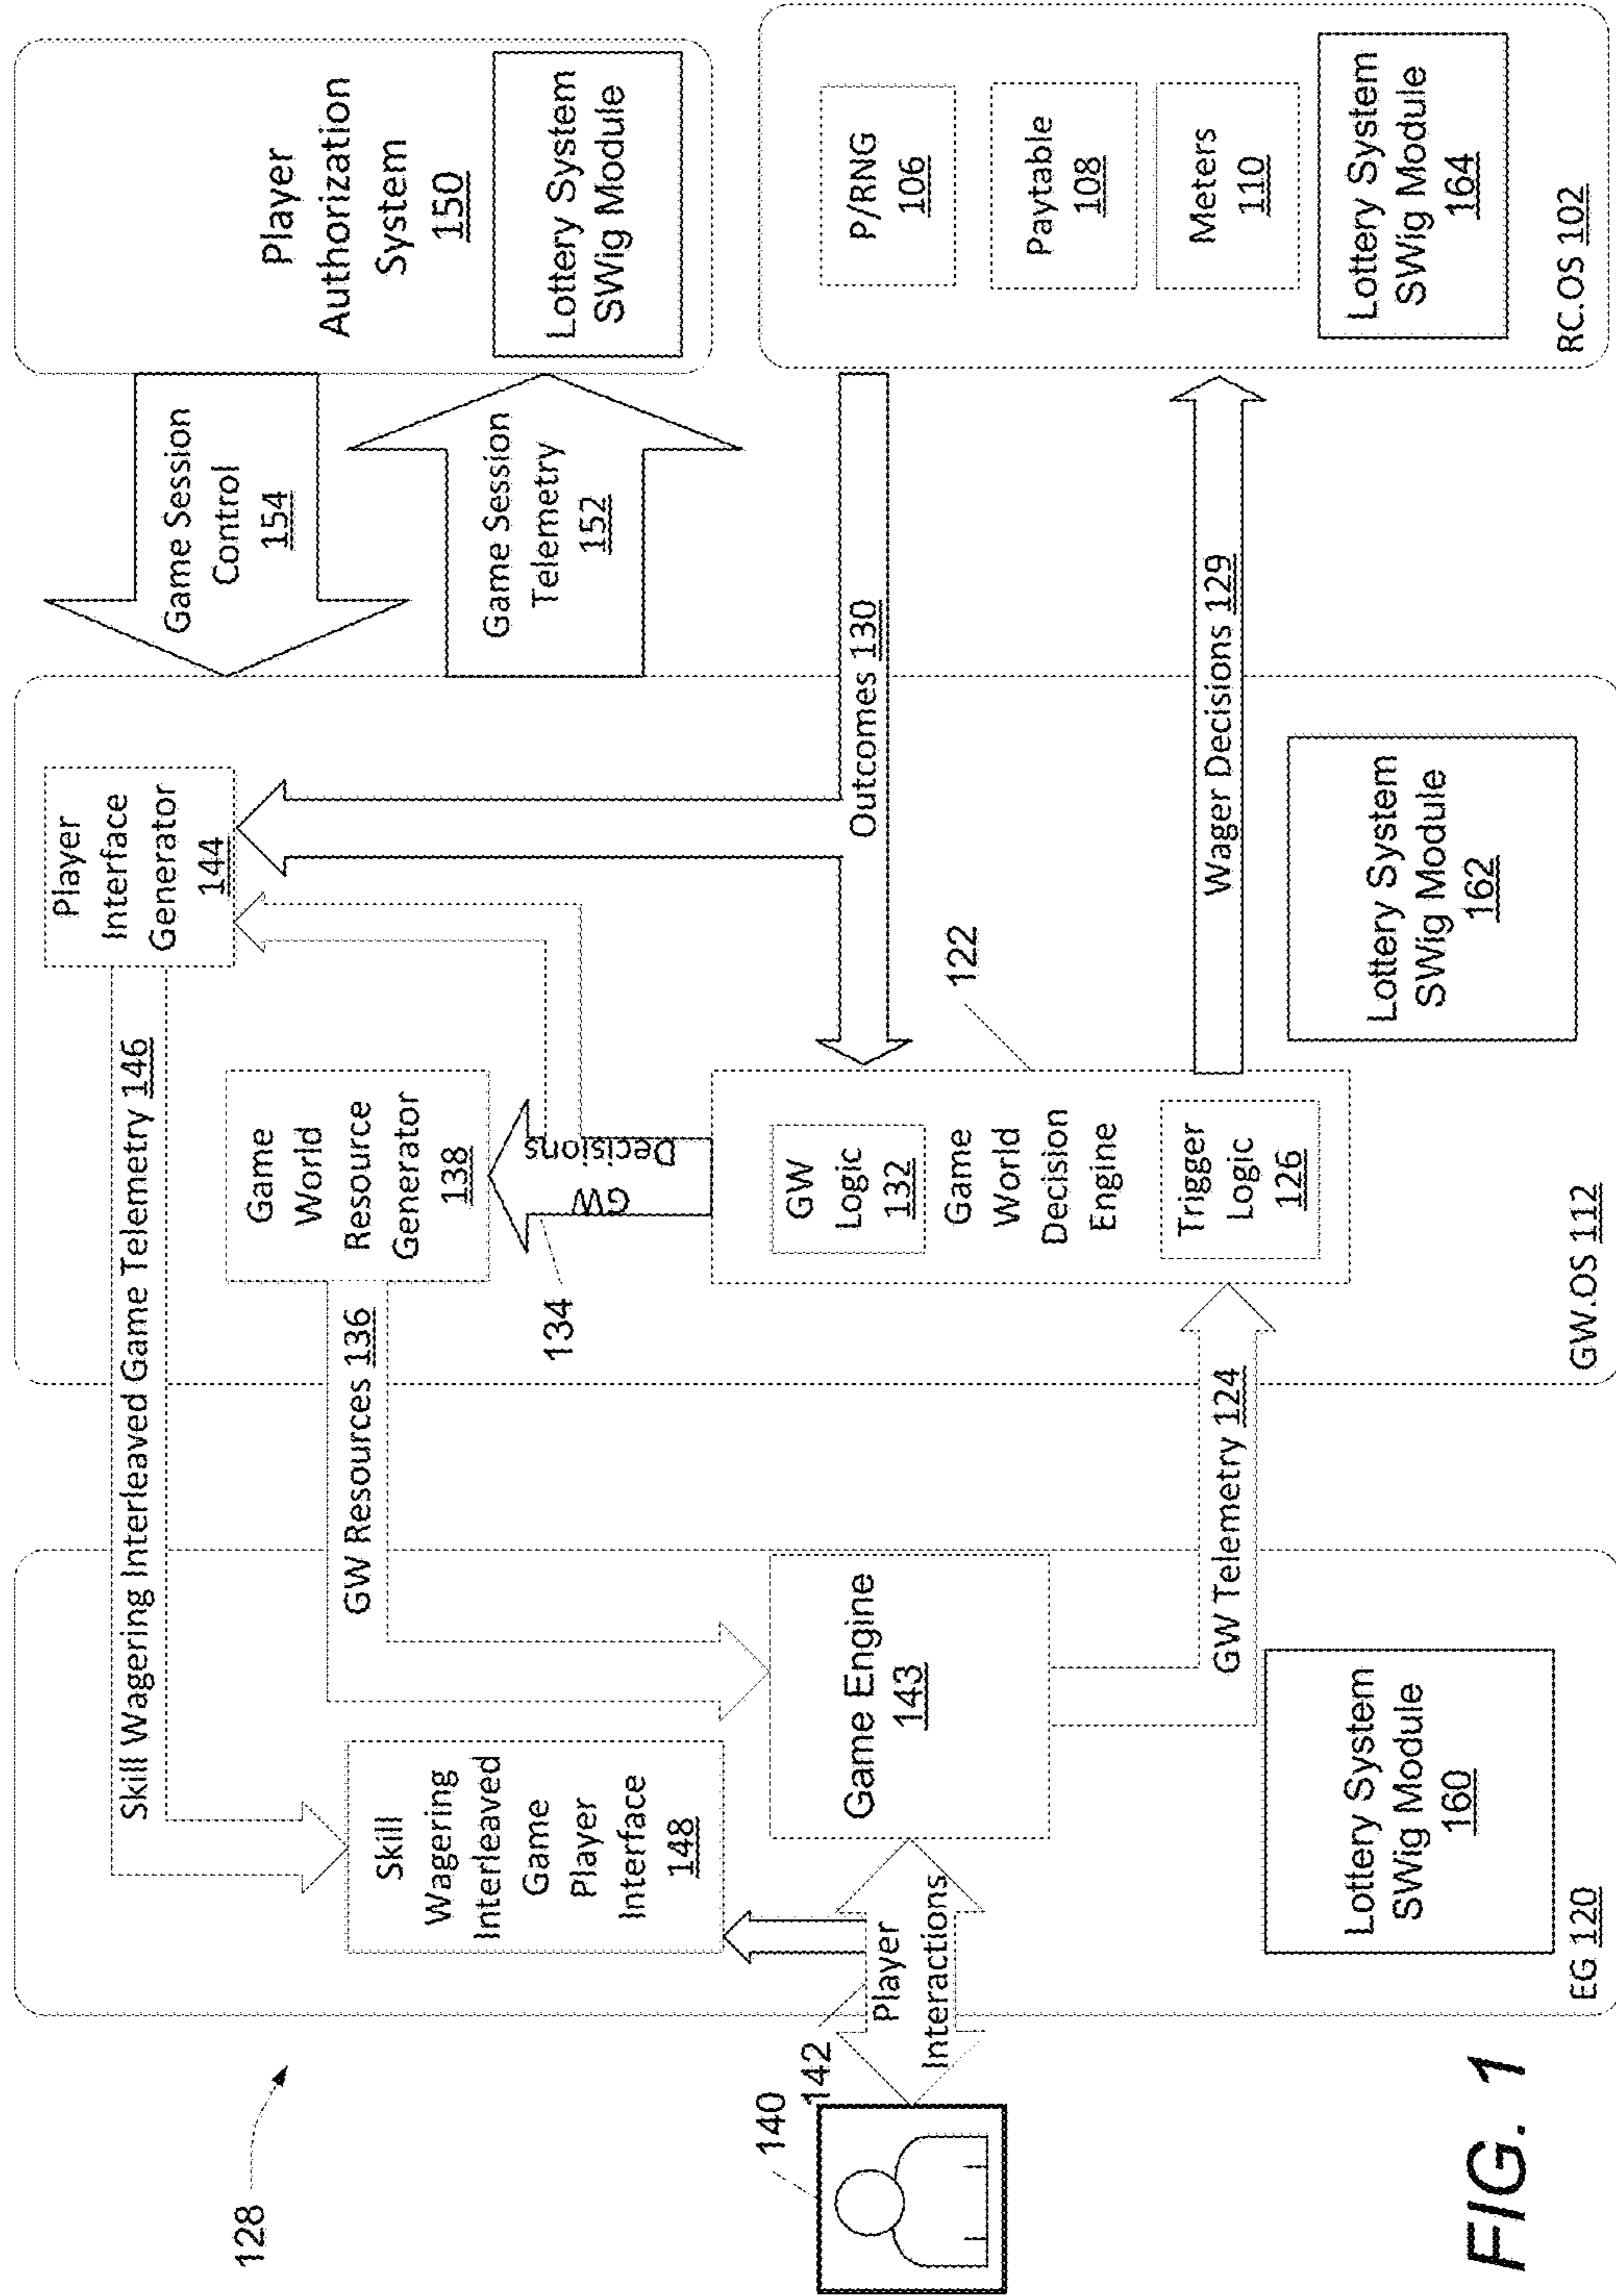 128
Skill Wagering Interleaved Game Telemetry 146
Player
Interface
Generator
144
Game Session
Control
154
Player
Authorization
System
150
Lottery System
SWig Module
Game Session
Telemetry
152
GW Resources 136
Game
World
Resource
Generator
138
Skill
Wagering
Interleaved
Game
Player
Interface
148
134
GW
Decisions
140
142
Player
Interactions
Game Engine
143
GW
Logic
132
Game
World
Decision
Engine
Trigger
Logic
126
122
Outcomes 130
P/RNG
106
Paytable
108
Meters
110
GW Telemetry 124
Wager Decisions 129
Lottery System
SWig Module
160
Lottery System
SWig Module
162
Lottery System
SWig Module
164
EG 120
GW.OS 112
RC.OS 102
FIG. 1